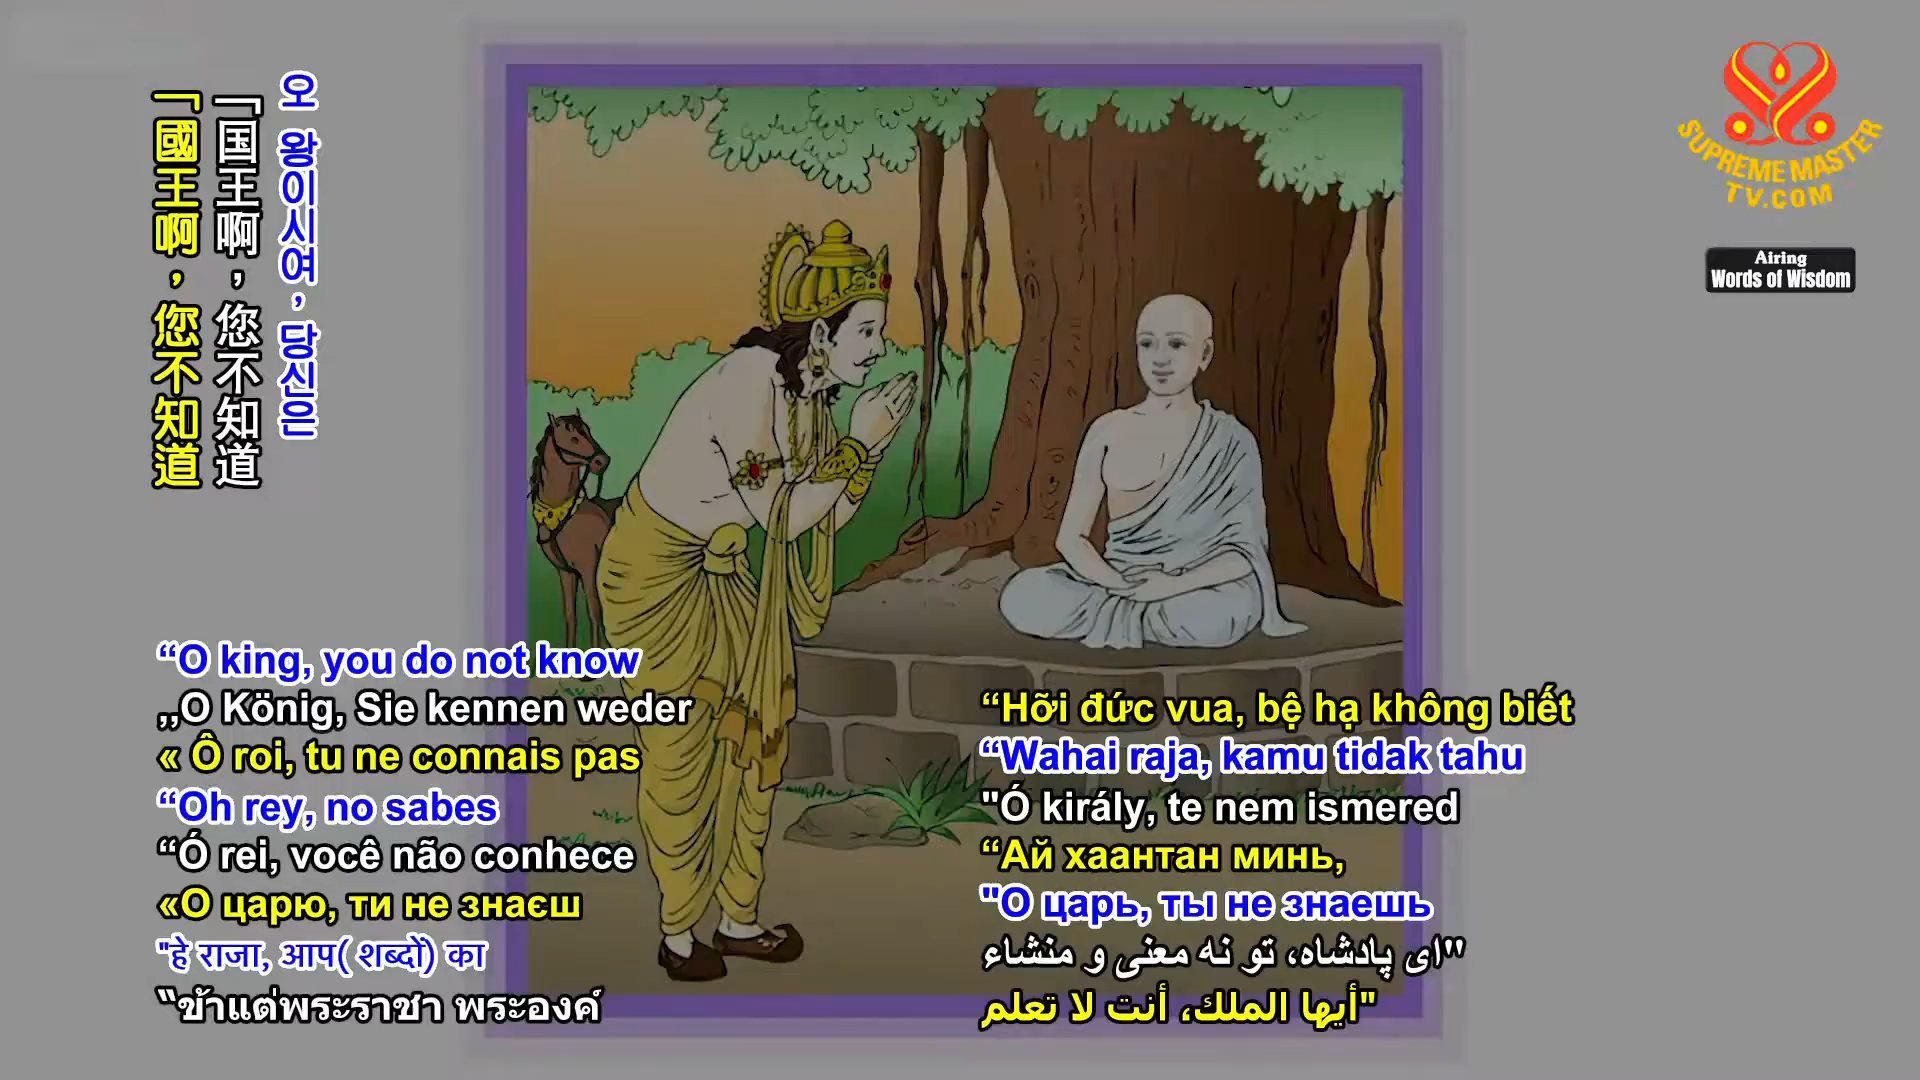 오 왕이시여, 당신은
「国王啊，您不知道
「國王啊，您不知道
SUPREME MASTER
TV.COM
Airing
Words of Wisdom
“O king, you do not know
,,O König, Sie kennen weder
« Ô roi, tu ne connais pas
“Oh rey, no sabes
“Ó rei, você não conhece
«О царю, ти не знаєш
"हे राजा, आप( शब्दों) का
“ข้าแต่พระราชา พระองค์
“Hỡi đức vua, bệ hạ không biết
“Wahai raja, kamu tidak tahu
"Ó király, te nem ismered
“Ай хаантан минь,
"О царь, ты не знаешь
"ای پادشاه، تو نه معنی و منشاء
"أيها الملك، أنت لا تعلم